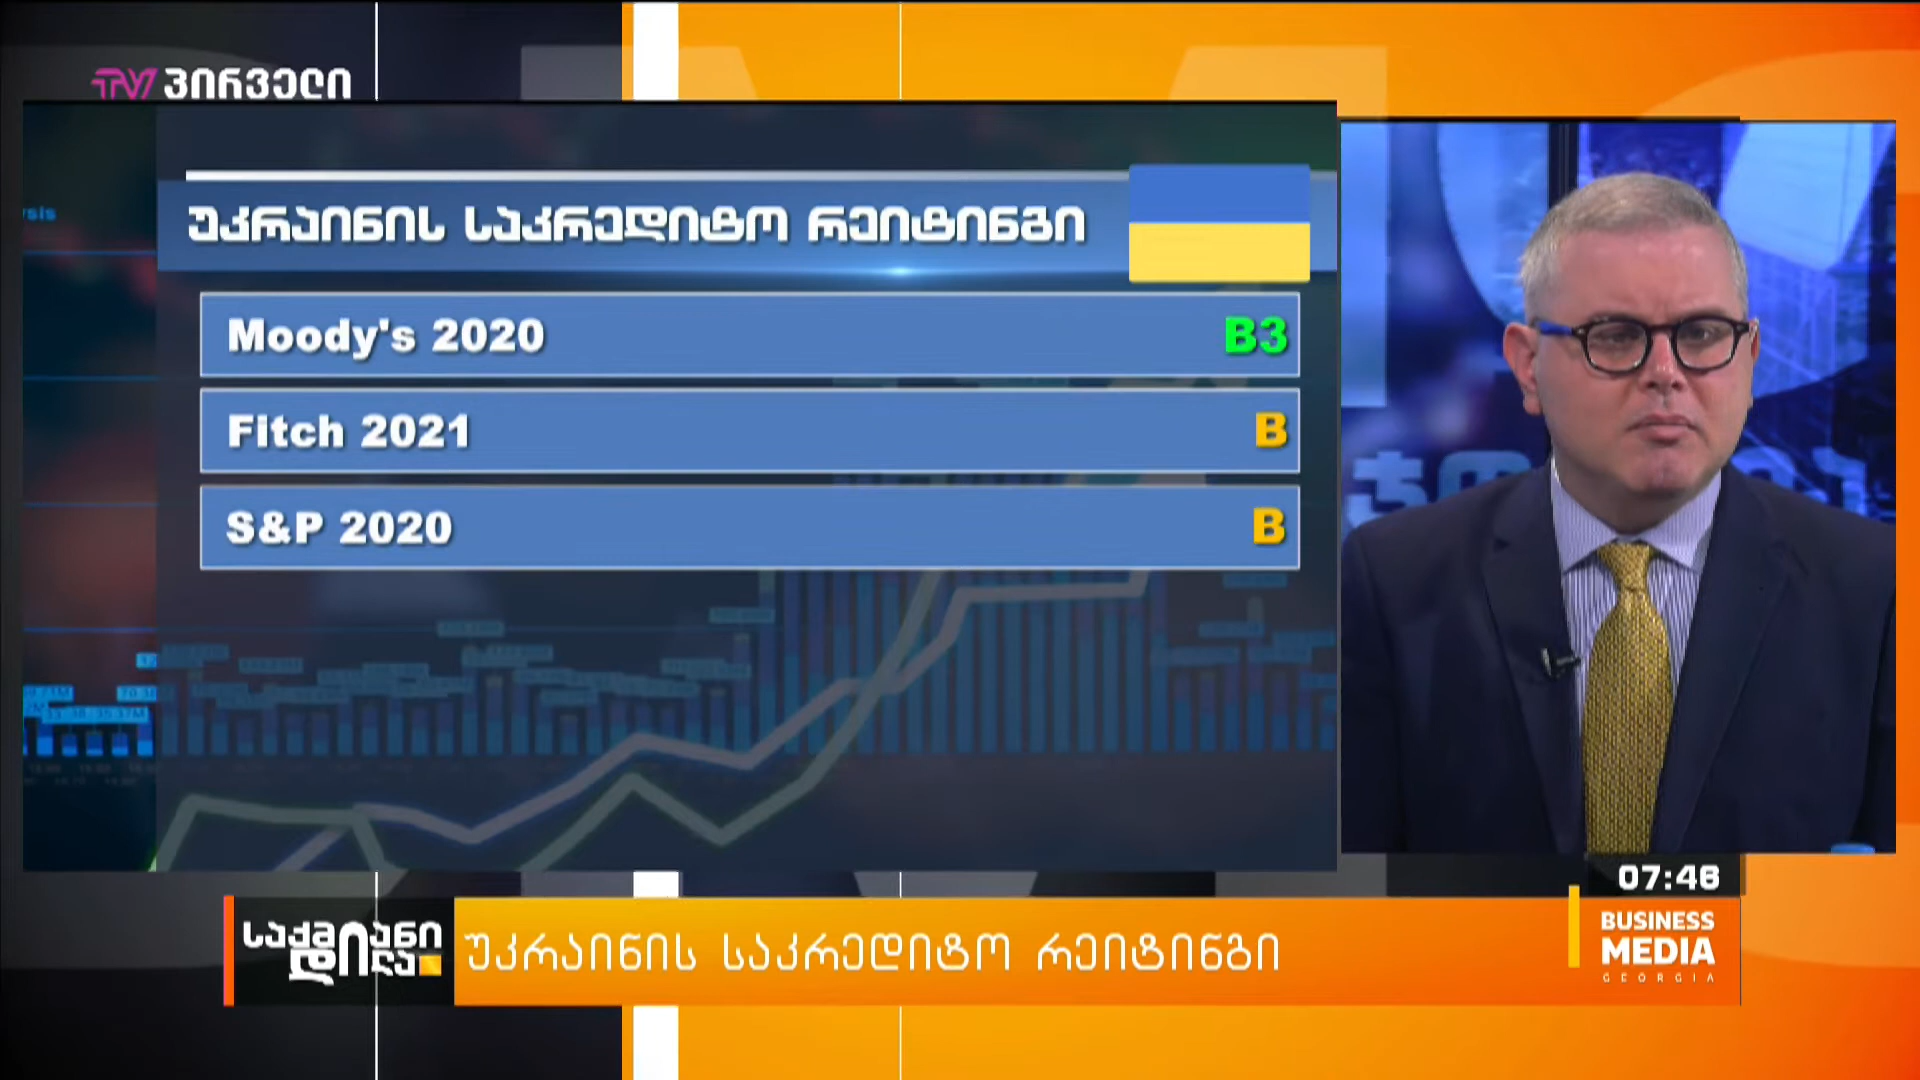 TV ᲞᲘᲠᲕᲔᲚᲘ
ᲣᲙᲠᲐᲘᲜᲘᲡ ᲡᲐᲙᲠᲔᲓᲘᲢᲝ ᲠᲔᲘᲢᲘᲜᲒᲘ
Moody's 2020 B3
Fitch 2021 B
S&P 2020 B
07:48
ᲡᲐᲥᲛᲘᲐᲜᲘ
ᲓᲘᲚᲐ
ᲣᲙᲠᲐᲘᲜᲘᲡ ᲡᲐᲙᲠᲔᲓᲘᲢᲝ ᲠᲔᲘᲢᲘᲜᲒᲘ
BUSINESS
MEDIA
GEORGIA